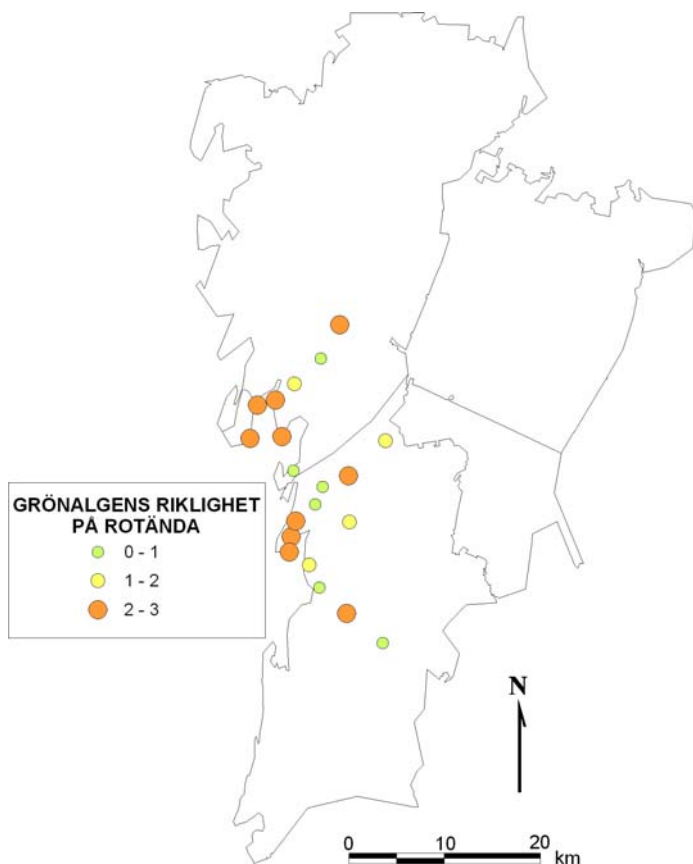 GRÖNALGENS RIKLIGHET
PÅ ROTÄNDA
0 - 1
1 - 2
2 - 3
N
0 10 20
km